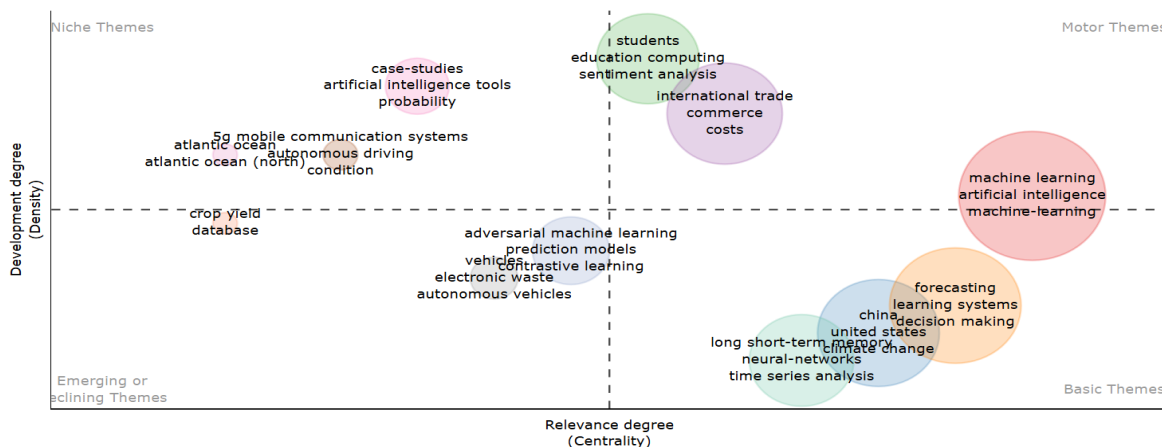 Niche Themes
Motor Themes
students
education computing
sentiment analysis
case-studies
artificial intelligence tools
probability
international trade
commerce
costs
5g mobile communication systems
autonomous driving
condition
atlantic ocean
atlantic ocean (north)
machine learning
artificial intelligence
machine-learning
crop yield
database
adversarial machine learning
prediction models
contrastive learning
vehicles
electronic waste
autonomous vehicles
forecasting
learning systems
decision making
china
united states
climate change
long short-term memory
neural-networks
time series analysis
Emerging or
eclining Themes
Basic Themes
Development degree
(Density)
Relevance degree
(Centrality)